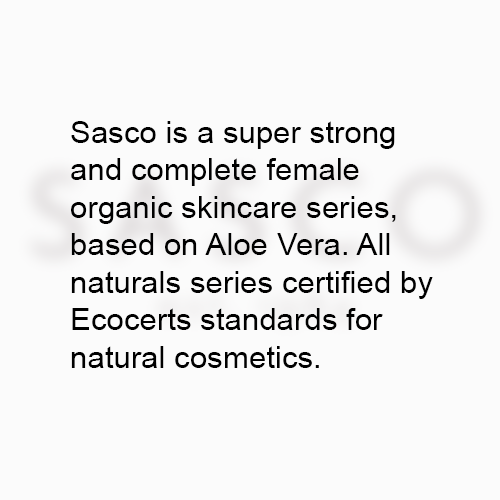 Sasco is a super strong
and complete female
organic skincare series,
based on Aloe Vera. All
naturals series certified by
Ecocerts standards for
natural cosmetics.